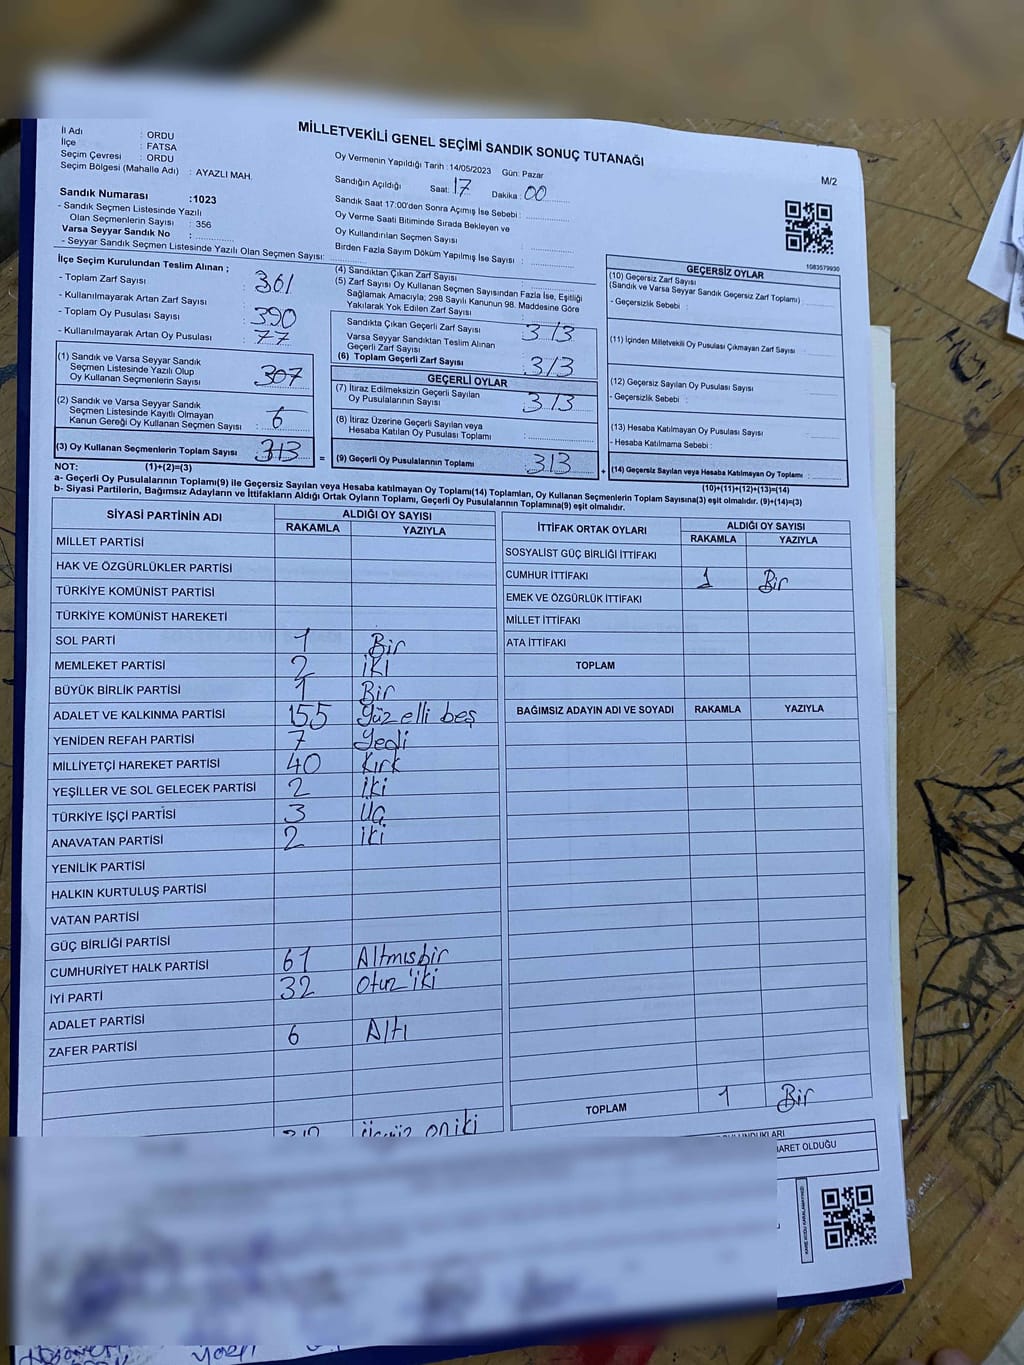 MİLLETVEKİLİ GENEL SEÇİMİ SANDIK SONUÇ TUTANAĞI
M/2
İl Adı : ORDU
İlçe : FATSA
Seçim Çevresi : ORDU
Seçim Bölgesi (Mahalle Adı) : AYAZLI MAH.
Sandık Numarası :1023
- Sandık Seçmen Listesinde Yazılı
Olan Seçmenlerin Sayısı : 356
Varsa Seyyar Sandık No :
- Seyyar Sandık Seçmen Listesinde Yazılı Olan Seçmen Sayısı:
Oy Vermenin Yapıldığı Tarih : 14/05/2023 Gün: Pazar
Sandığın Açıldığı Saat: 17 Dakika : 00
Sandık Saat 17:00'den Sonra Açımış İse Sebebi :
Oy Verme Saati Bitiminde Sırada Bekleyen ve
Oy Kullandırılan Seçmen Sayısı :
Birden Fazla Sayım Döküm Yapılmış İse Sayısı :
1583579930
İlçe Seçim Kurulundan Teslim Alınan ;
- Toplam Zarf Sayısı : 361
- Kullanılmayarak Artan Zarf Sayısı :
- Toplam Oy Pusulası Sayısı : 390
- Kullanılmayarak Artan Oy Pusulası : 77
(1) Sandık ve Varsa Seyyar Sandık
Seçmen Listesinde Yazılı Olup
Oy Kullanan Seçmenlerin Sayısı : 307
(2) Sandık ve Varsa Seyyar Sandık
Seçmen Listesinde Kayıtlı Olmayan
Kanun Gereği Oy Kullanan Seçmen Sayısı : 6
(3) Oy Kullanan Seçmenlerin Toplam Sayısı : 313
(4) Sandıktan Çıkan Zarf Sayısı :
(5) Zarf Sayısı Oy Kullanan Seçmen Sayısından Fazla İse, Eşitliği
Sağlamak Amacıyla; 298 Sayılı Kanunun 98. Maddesine Göre
Yakılarak Yok Edilen Zarf Sayısı :
Sandıkta Çıkan Geçerli Zarf Sayısı : 313
Varsa Seyyar Sandıktan Teslim Alınan
Geçerli Zarf Sayısı :
(6) Toplam Geçerli Zarf Sayısı : 313
GEÇERLİ OYLAR
(7) İtiraz Edilmeksizin Geçerli Sayılan
Oy Pusulalarının Sayısı : 313
(8) İtiraz Üzerine Geçerli Sayılan veya
Hesaba Katılan Oy Pusulası Toplamı :
= (9) Geçerli Oy Pusulalarının Toplamı : 313
GEÇERSİZ OYLAR
(10) Geçersiz Zarf Sayısı
(Sandık ve Varsa Seyyar Sandık Geçersiz Zarf Toplamı) :
- Geçersizlik Sebebi :
(11) İçinden Milletvekili Oy Pusulası Çıkmayan Zarf Sayısı :
(12) Geçersiz Sayılan Oy Pusulası Sayısı :
- Geçersizlik Sebebi :
(13) Hesaba Katılmayan Oy Pusulası Sayısı :
- Hesaba Katılmama Sebebi :
+ (14) Geçersiz Sayılan veya Hesaba Katılmayan Oy Toplamı :
NOT: (1)+(2)=(3)
(10)+(11)+(12)+(13)=(14)
a- Geçerli Oy Pusulaları Toplamı(9) ile Geçersiz Sayılan veya Hesaba katılmayan Oy Toplamı(14) Toplamları, Oy Kullanan Seçmenlerin Toplam Sayısına(3) eşit olmalıdır. (9)+(14)=(3)
b- Siyasi Partilerin, Bağımsız Adayların ve İttifakların Aldığı Ortak Oyların Toplamı, Geçerli Oy Pusulalarının Toplamına(9) eşit olmalıdır.
SİYASİ PARTİNİN ADI ALDIĞI OY SAYISI
RAKAMLA YAZIYLA
MİLLET PARTİSİ
HAK VE ÖZGÜRLÜKLER PARTİSİ
TÜRKİYE KOMÜNİST PARTİSİ
TÜRKİYE KOMÜNİST HAREKETİ
SOL PARTİ 1 Bir
MEMLEKET PARTİSİ 2 İki
BÜYÜK BİRLİK PARTİSİ 1 Bir
ADALET VE KALKINMA PARTİSİ 155 Yüz elli beş
YENİDEN REFAH PARTİSİ 7 Yedi
MİLLİYETÇİ HAREKET PARTİSİ 40 Kırk
YEŞİLLER VE SOL GELECEK PARTİSİ 2 İki
TÜRKİYE İŞÇİ PARTİSİ 3 Üç
ANAVATAN PARTİSİ 2 iki
YENİLİK PARTİSİ
HALKIN KURTULUŞ PARTİSİ
VATAN PARTİSİ
GÜÇ BİRLİĞİ PARTİSİ
CUMHURİYET HALK PARTİSİ 61 Altmışbir
İYİ PARTİ 32 Otuz'iki
ADALET PARTİSİ
ZAFER PARTİSİ 6 Altı
312 üçyüz oniki
İTTİFAK ORTAK OYLARI ALDIĞI OY SAYISI
RAKAMLA YAZIYLA
SOSYALİST GÜÇ BİRLİĞİ İTTİFAKI
CUMHUR İTTİFAKI 1 Bir
EMEK VE ÖZGÜRLÜK İTTİFAKI
MİLLET İTTİFAKI
ATA İTTİFAKI
TOPLAM
BAĞIMSIZ ADAYIN ADI VE SOYADI RAKAMLA YAZIYLA
TOPLAM 1 Bir
İBARET OLDUĞU